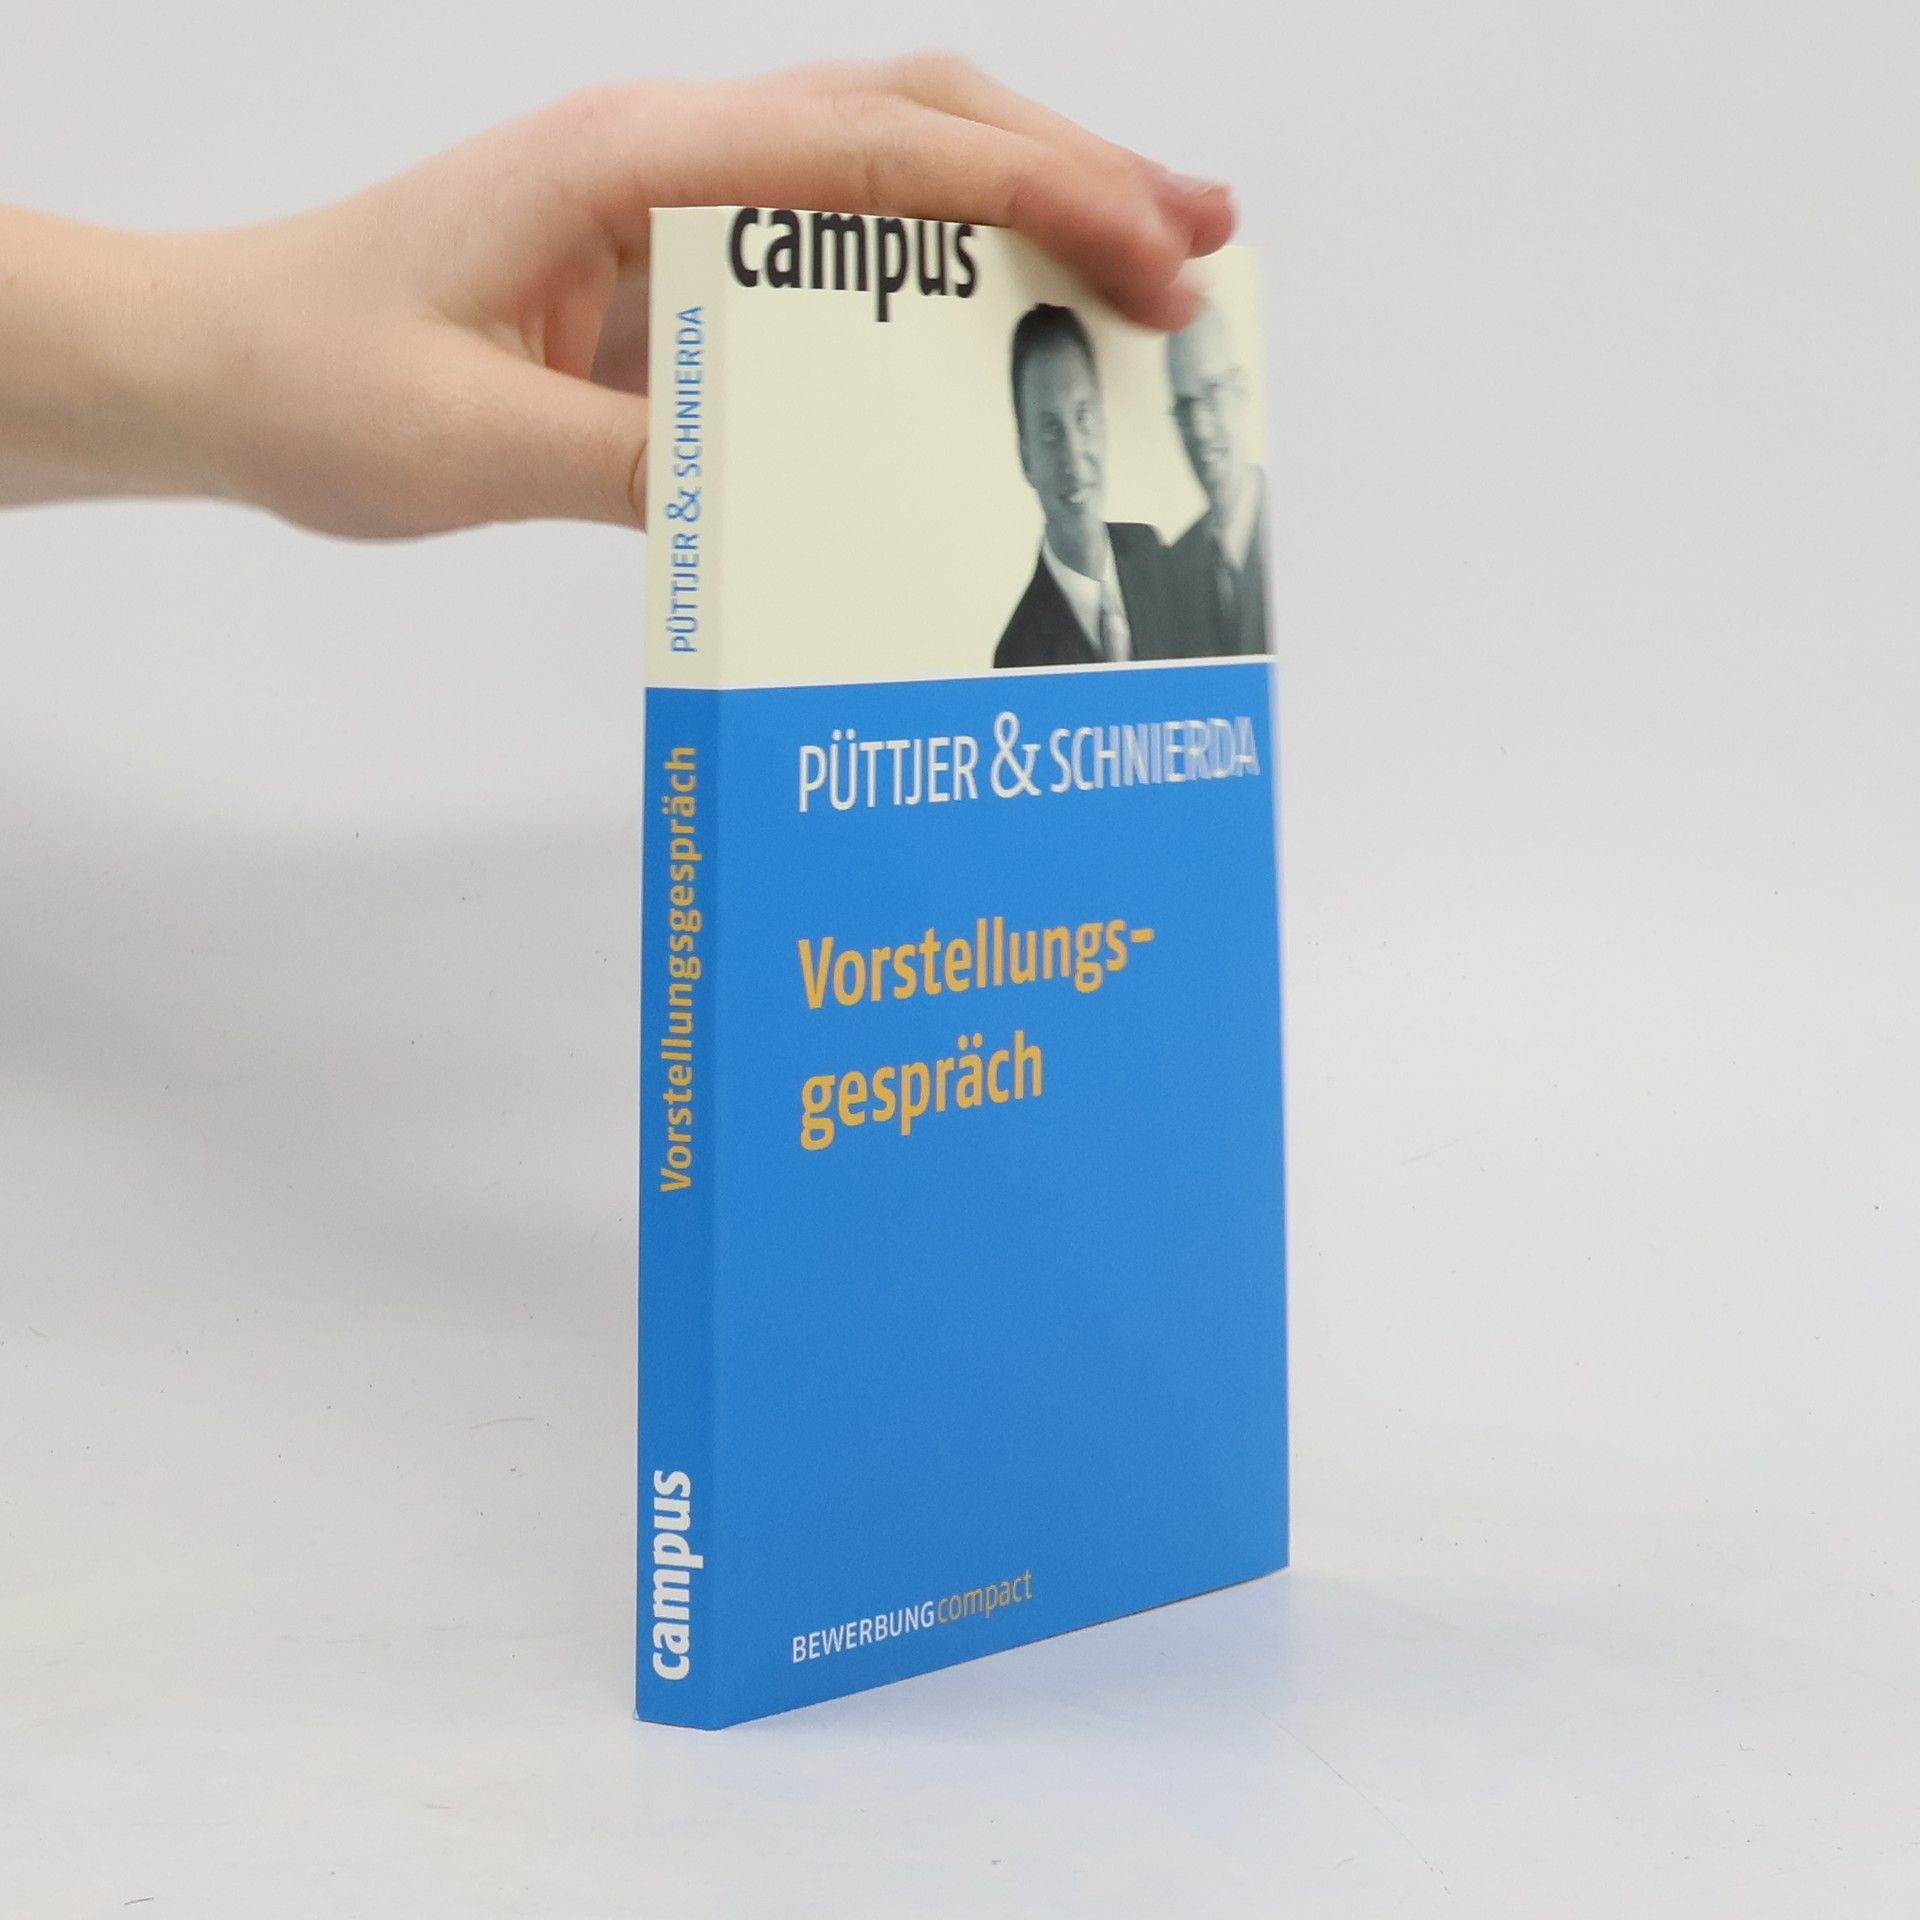 campus
PÜTTJER & SCHNIERDA
Vorstellungs-
gespräch
BEWERBUNGcompact
PÜTTJER & SCHNIERDA
Vorstellungsgespräch
campus